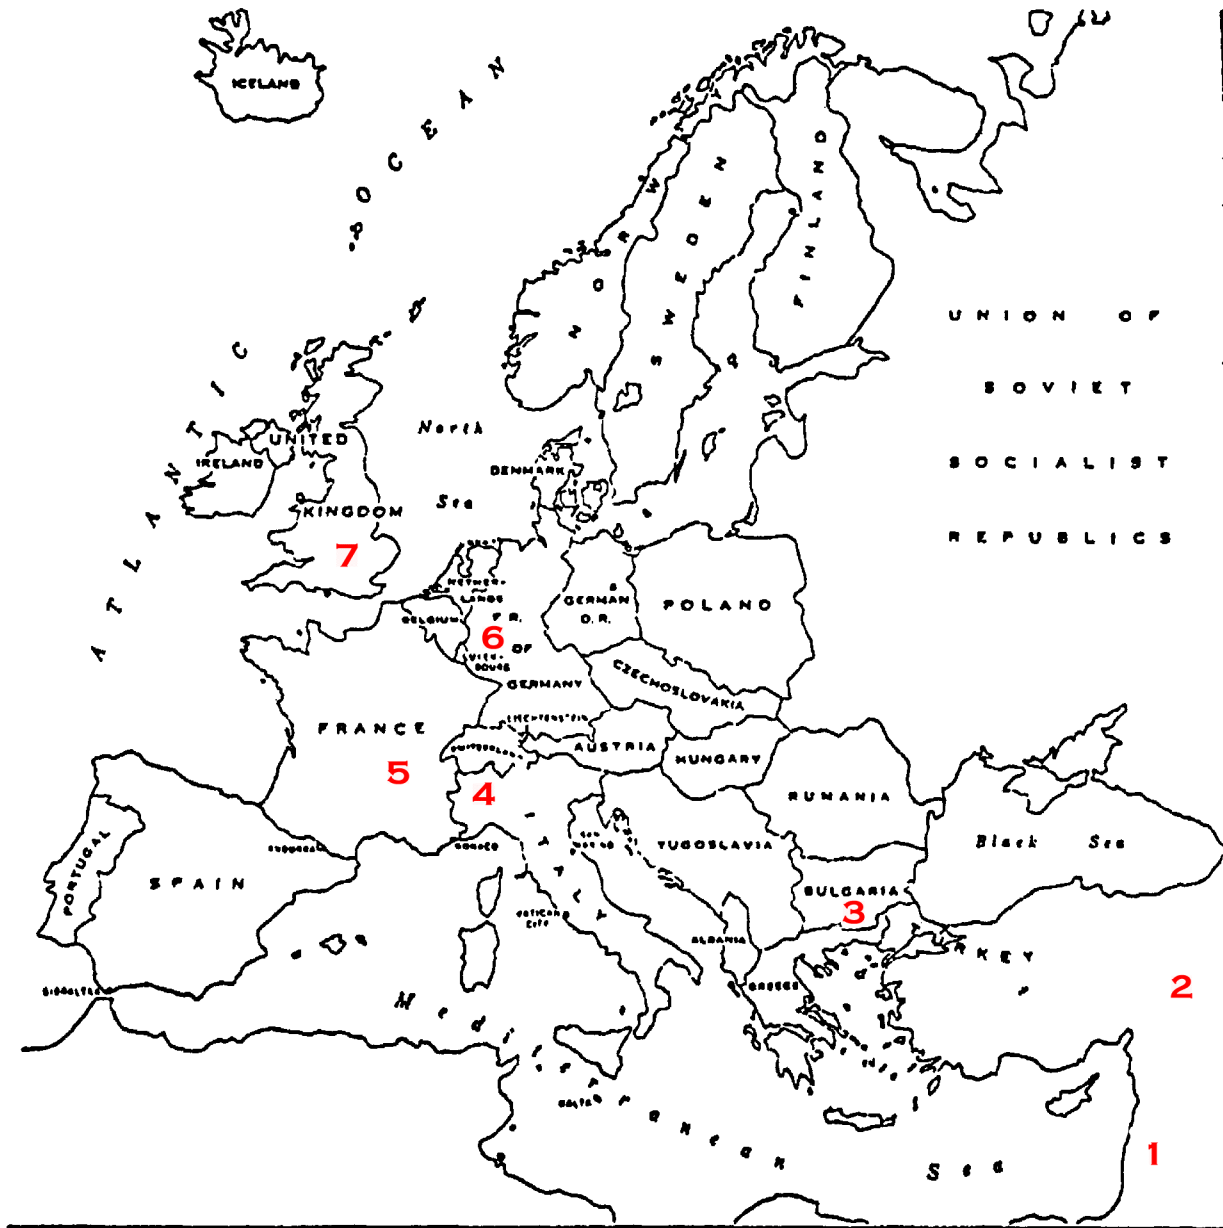 ICELAND
ATLANTIC OCEAN
NORWAY
SWEDEN
FINLAND
UNION OF
SOVIET
SOCIALIST
REPUBLICS
North
Sea
UNITED
KINGDOM
IRELAND
DENMARK
7
NETHER-
LANDS
BELGIUM
F.R.
OF
GERMANY
6
GERMAN
D.R.
POLAND
CZECHOSLOVAKIA
FRANCE
5
LIECHTENSTEIN
SWITZERLAND
AUSTRIA
HUNGARY
4
RUMANIA
Black Sea
PORTUGAL
SPAIN
MONACO
ITALY
YUGOSLAVIA
BULGARIA
3
VATICAN
CITY
ALBANIA
GREECE
TURKEY
2
GIBRALTAR
Mediterranean Sea
MALTA
1